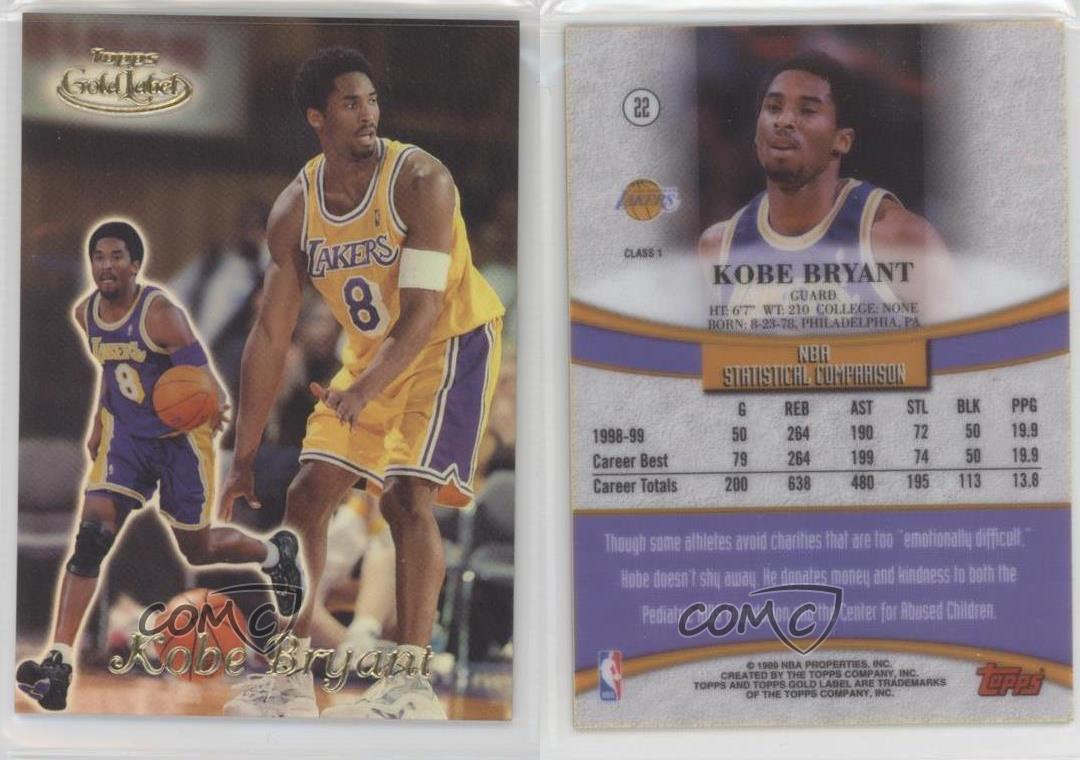 Topps
Gold Label
LAKERS
8
LAKERS
8
COMC
Kobe Bryant
22
LAKERS
CLASS 1
KOBE BRYANT
GUARD
HT: 6'7" WT: 210 COLLEGE: NONE
BORN: 8-23-78, PHILADELPHIA, PA
NBA
STATISTICAL COMPARISON
G REB AST STL BLK PPG
1998-99 50 264 190 72 50 19.9
Career Best 79 264 199 74 50 19.9
Career Totals 200 638 480 195 113 13.8
Though some athletes avoid charities that are too "emotionally difficult."
Kobe doesn't shy away. He donates money and kindness to both the
Center for Abused Children.
COMC
© 1999 NBA PROPERTIES, INC.
CREATED BY THE TOPPS COMPANY, INC.
TOPPS AND TOPPS GOLD LABEL ARE TRADEMARKS
OF THE TOPPS COMPANY, INC.
NBA
Topps